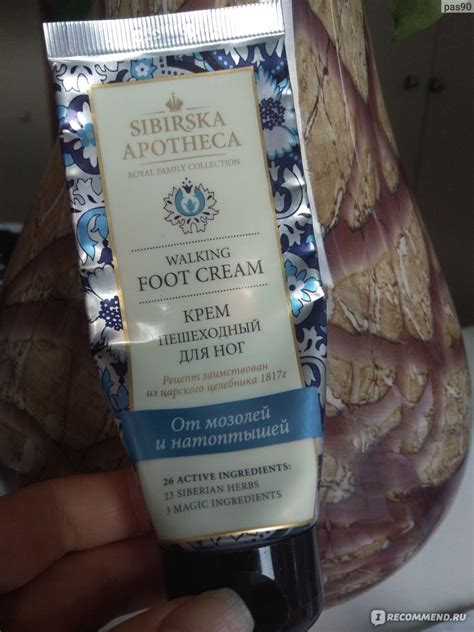 pas90
SIBIRSKA
APOTHECA
ROYAL FAMILY COLLECTION
WALKING
FOOT CREAM
КРЕМ
ПЕШЕХОДНЫЙ
ДЛЯ НОГ
Рецепт заимствован
из царского целебника 1817г
От мозолей
и натоптышей
26 ACTIVE INGREDIENTS:
23 SIBERIAN HERBS
3 MAGIC INGREDIENTS
I RECOMMEND.RU